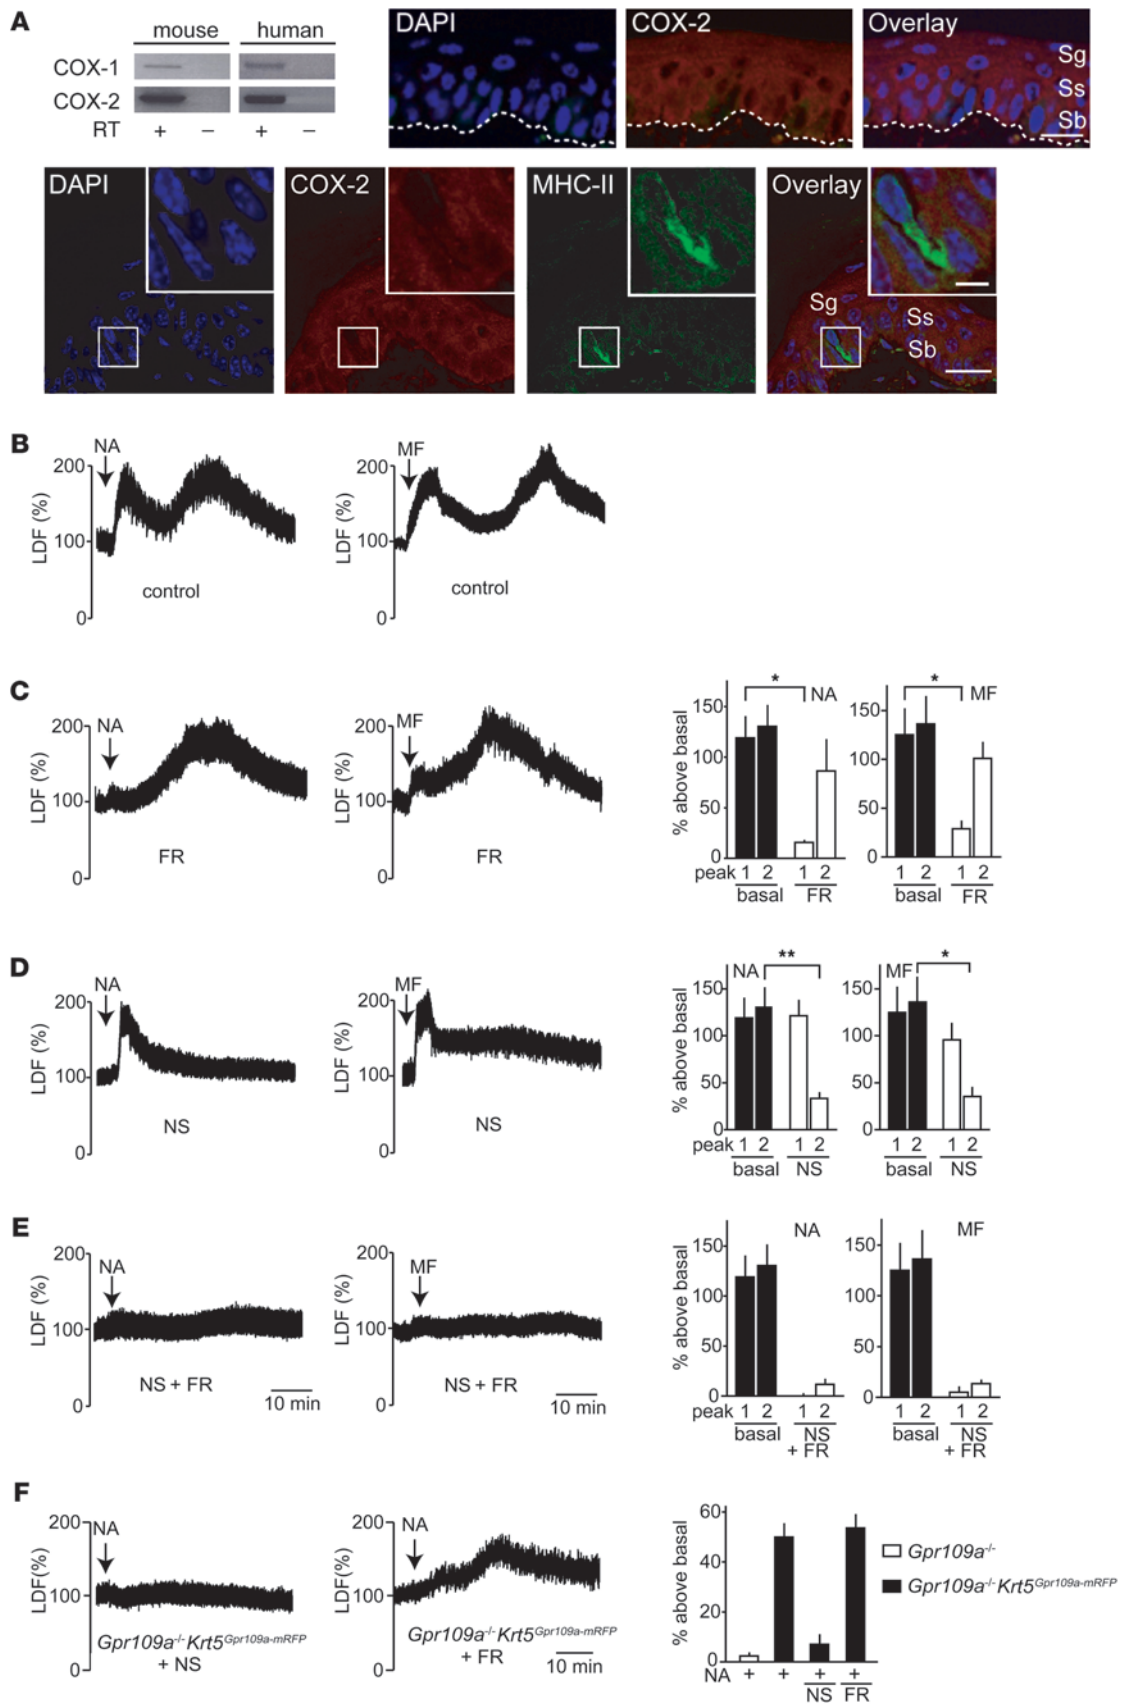 A
mouse human
COX-1
COX-2
RT + – + –
DAPI COX-2 Overlay
Sg
Ss
Sb
DAPI COX-2 MHC-II Overlay
Sg
Ss
Sb
B
NA
200
100
0
LDF (%)
control
MF
200
100
0
LDF (%)
control
C
NA
200
100
0
LDF (%)
FR
MF
200
100
0
LDF (%)
FR
* NA
150
100
50
0
% above basal
peak 1 2 1 2
basal FR
* MF
150
100
50
0
1 2 1 2
basal FR
D
NA
200
100
0
LDF (%)
NS
MF
200
100
0
LDF (%)
NS
**
NA
150
100
50
0
% above basal
peak 1 2 1 2
basal NS
*
MF
150
100
50
0
1 2 1 2
basal NS
E
NA
200
100
0
LDF (%)
NS + FR
10 min
MF
200
100
0
LDF (%)
NS + FR
10 min
NA
150
100
50
0
% above basal
peak 1 2 1 2
basal NS
+ FR
MF
150
100
50
0
1 2 1 2
basal NS
+ FR
F
NA
200
100
0
LDF(%)
Gpr109a-/-Krt5Gpr109a-mRFP
+ NS
NA
200
100
0
LDF (%)
Gpr109a-/-Krt5Gpr109a-mRFP
+ FR
10 min
60
40
20
0
% above basal
NA + + + +
NS FR
Gpr109a-/-
Gpr109a-/-Krt5Gpr109a-mRFP